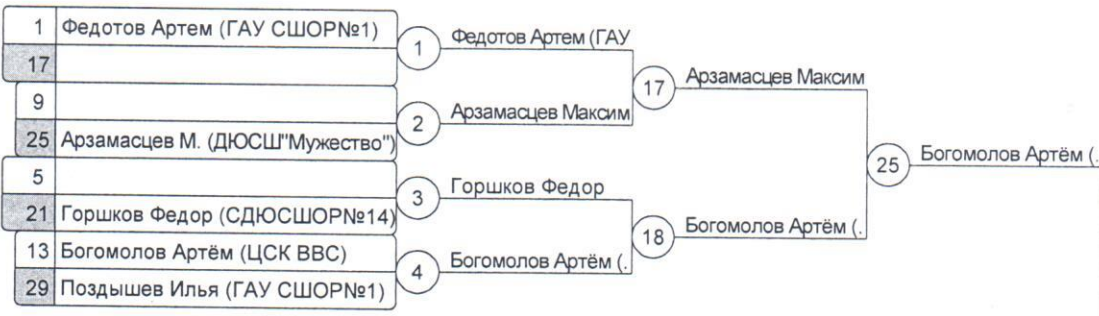 1 Федотов Артем (ГАУ СШОР№1)
17
1
Федотов Артем (ГАУ
9
25 Арзамасцев М. (ДЮСШ"Мужество")
2
Арзамасцев Максим
17
Арзамасцев Максим
5
21 Горшков Федор (СДЮСШОР№14)
3
Горшков Федор
13 Богомолов Артём (ЦСК ВВС)
29 Поздышев Илья (ГАУ СШОР№1)
4
Богомолов Артём (.
18
Богомолов Артём (.
25
Богомолов Артём (.